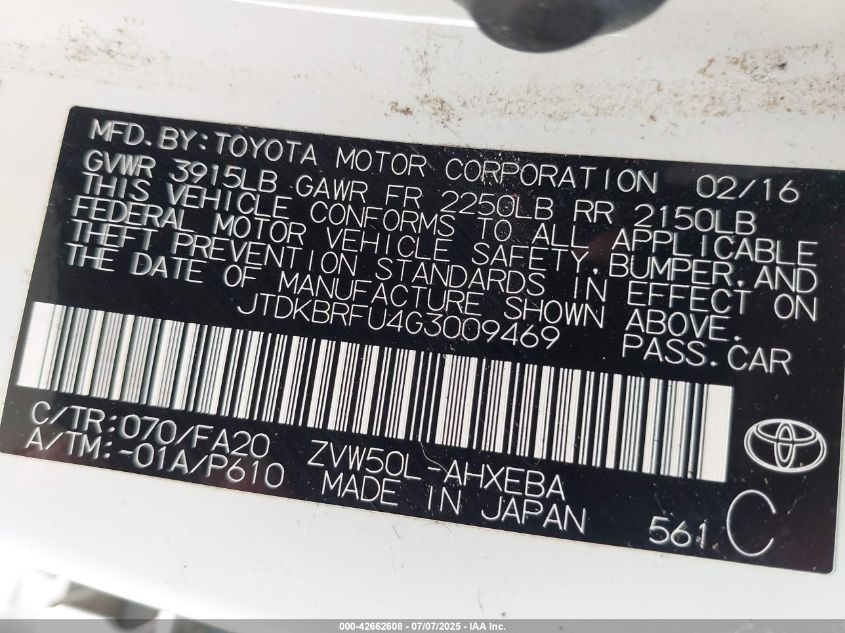 MFD.BY:TOYOTA MOTOR CORPORATION 02/16
GVWR 3915LB GAWR FR 2250LB RR 2150LB
THIS VEHICLE CONFORMS TO ALL APPLICABLE
FEDERAL MOTOR VEHICLE SAFETY,BUMPER,AND
THEFT PREVENTION STANDARDS IN EFFECT ON
THE DATE OF MANUFACTURE SHOWN ABOVE.
JTDKBRFU4G3009469 PASS.CAR
C/TR:070/FA20 ZVW50L-AHXEBA
A/TM:-01A/P610 MADE IN JAPAN
561 C
000-42662608 - 07/07/2025 - IAA Inc.